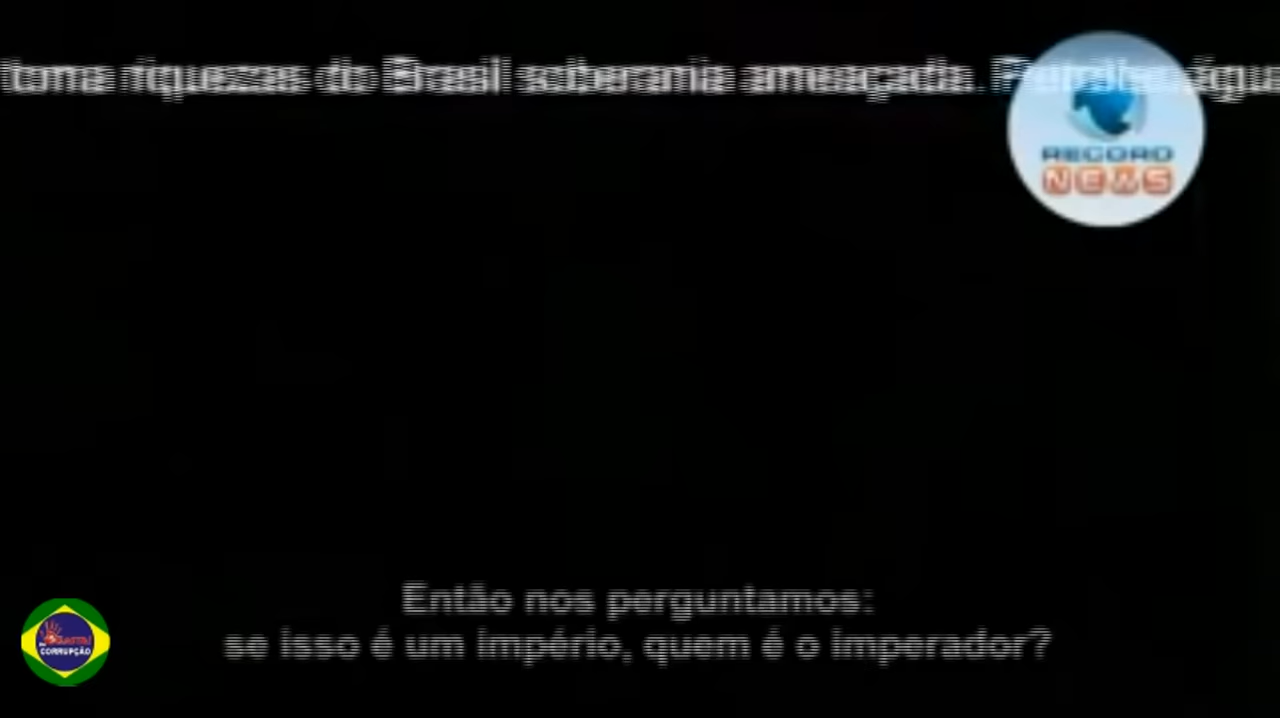 toma riquezas do Brasil soberania ameaçada.
RECORD
NEWS
Então nos perguntamos:
se isso é um império, quem é o imperador?
CORRUPÇÃO